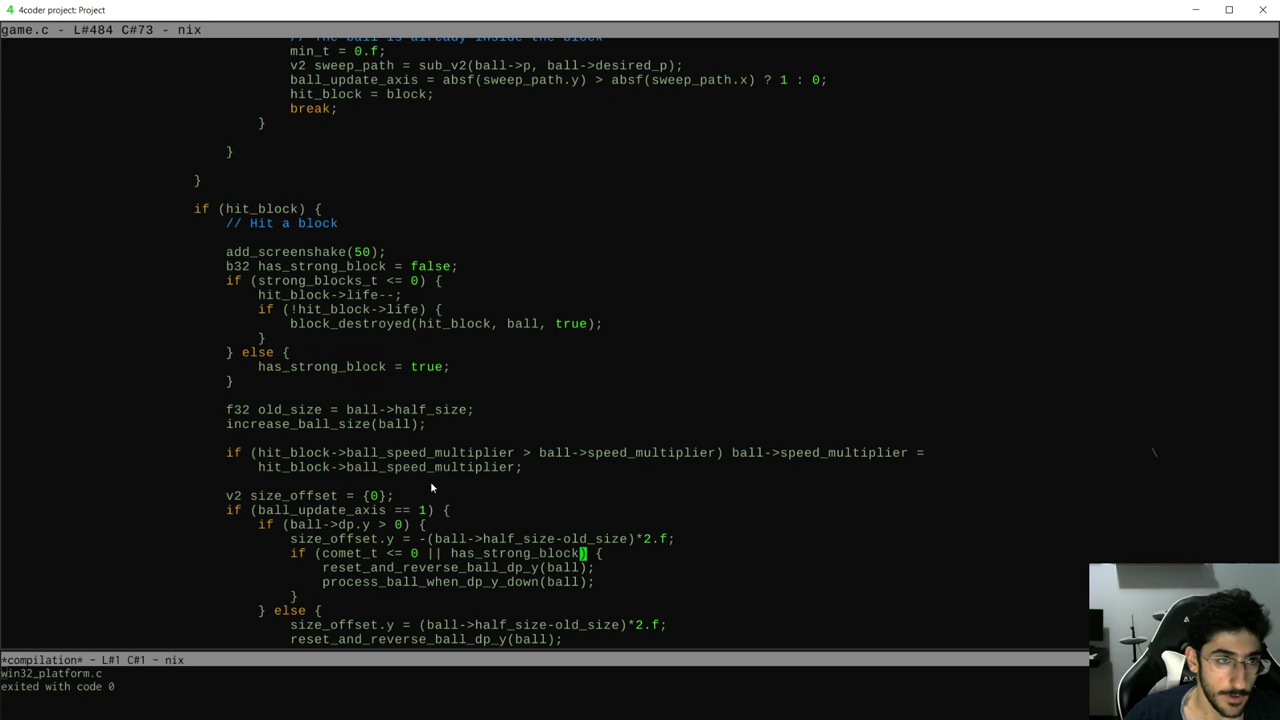 4 4coder project: Project
game.c - L#484 C#73 - nix
// The ball is already inside the block
min_t = 0.f;
v2 sweep_path = sub_v2(ball->p, ball->desired_p);
ball_update_axis = absf(sweep_path.y) > absf(sweep_path.x) ? 1 : 0;
hit_block = block;
break;
}
}
}
if (hit_block) {
// Hit a block
add_screenshake(50);
b32 has_strong_block = false;
if (strong_blocks_t <= 0) {
hit_block->life--;
if (!hit_block->life) {
block_destroyed(hit_block, ball, true);
}
} else {
has_strong_block = true;
}
f32 old_size = ball->half_size;
increase_ball_size(ball);
if (hit_block->ball_speed_multiplier > ball->speed_multiplier) ball->speed_multiplier = \
hit_block->ball_speed_multiplier;
v2 size_offset = {0};
if (ball_update_axis == 1) {
if (ball->dp.y > 0) {
size_offset.y = -(ball->half_size-old_size)*2.f;
if (comet_t <= 0 || has_strong_block) {
reset_and_reverse_ball_dp_y(ball);
process_ball_when_dp_y_down(ball);
}
} else {
size_offset.y = (ball->half_size-old_size)*2.f;
reset_and_reverse_ball_dp_y(ball);
*compilation* - L#1 C#1 - nix
win32_platform.c
exited with code 0